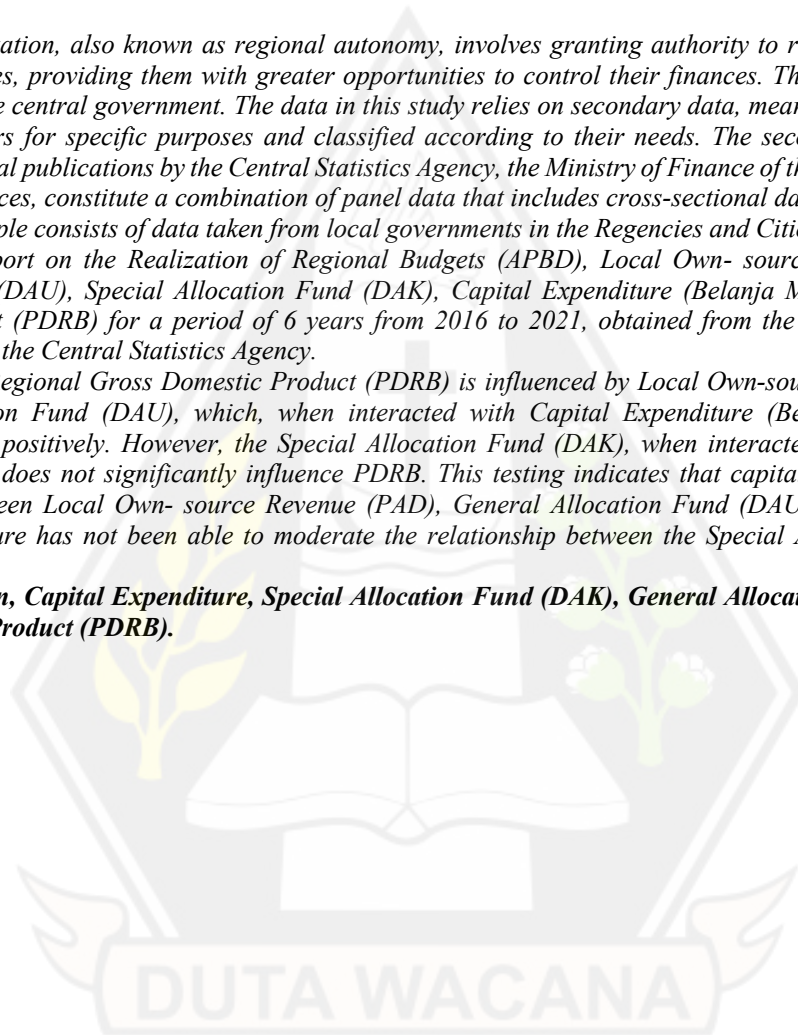 ation, also known as regional autonomy, involves granting authority to r
es, providing them with greater opportunities to control their finances. Th
e central government. The data in this study relies on secondary data, mean
rs for specific purposes and classified according to their needs. The sec
al publications by the Central Statistics Agency, the Ministry of Finance of th
ces, constitute a combination of panel data that includes cross-sectional da
ple consists of data taken from local governments in the Regencies and Citie
port on the Realization of Regional Budgets (APBD), Local Own- sourc
(DAU), Special Allocation Fund (DAK), Capital Expenditure (Belanja M
t (PDRB) for a period of 6 years from 2016 to 2021, obtained from the
the Central Statistics Agency.
egional Gross Domestic Product (PDRB) is influenced by Local Own-sou
on Fund (DAU), which, when interacted with Capital Expenditure (Be
positively. However, the Special Allocation Fund (DAK), when interacte
does not significantly influence PDRB. This testing indicates that capita
een Local Own- source Revenue (PAD), General Allocation Fund (DAU
ure has not been able to moderate the relationship between the Special A
n, Capital Expenditure, Special Allocation Fund (DAK), General Allocat
Product (PDRB).
DUTA WACANA